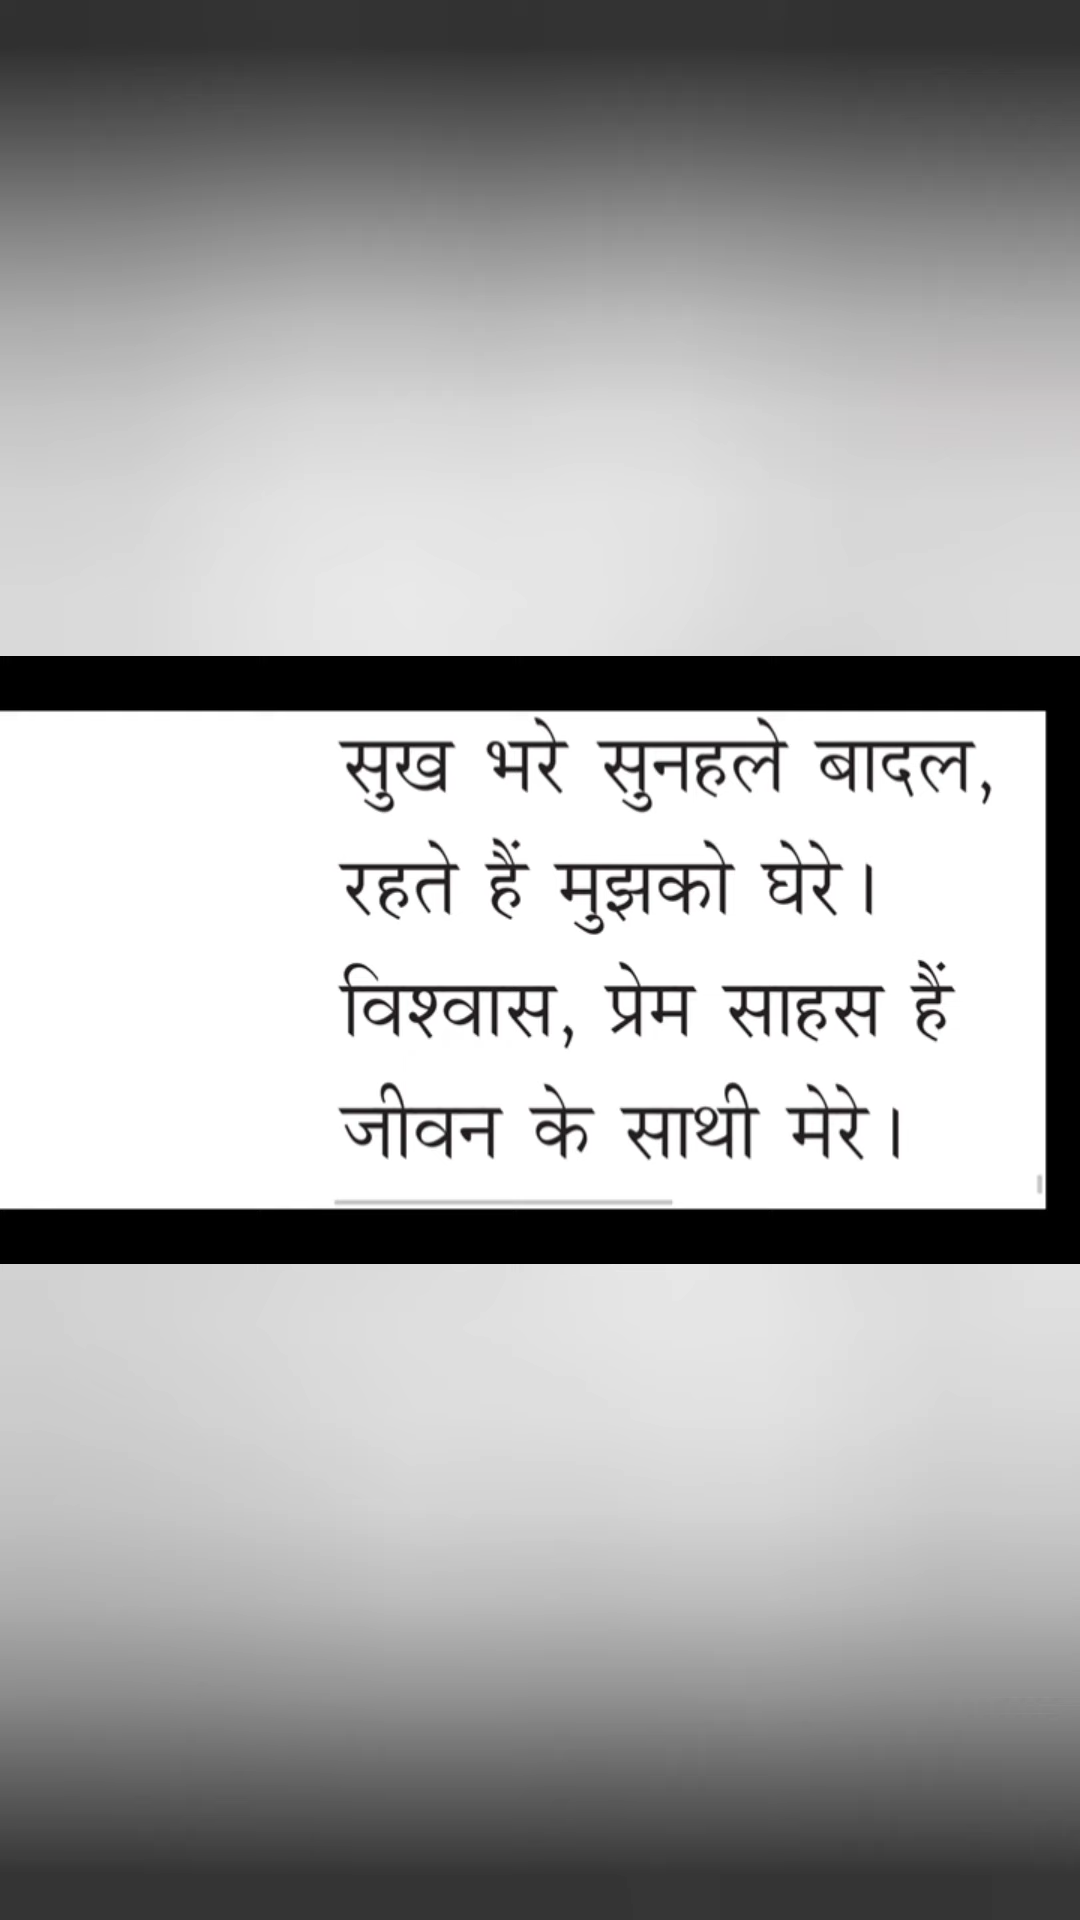 सुख भरे सुनहले बादल,
रहते हैं मुझको घेरे।
विश्वास, प्रेम साहस हैं
जीवन के साथी मेरे।